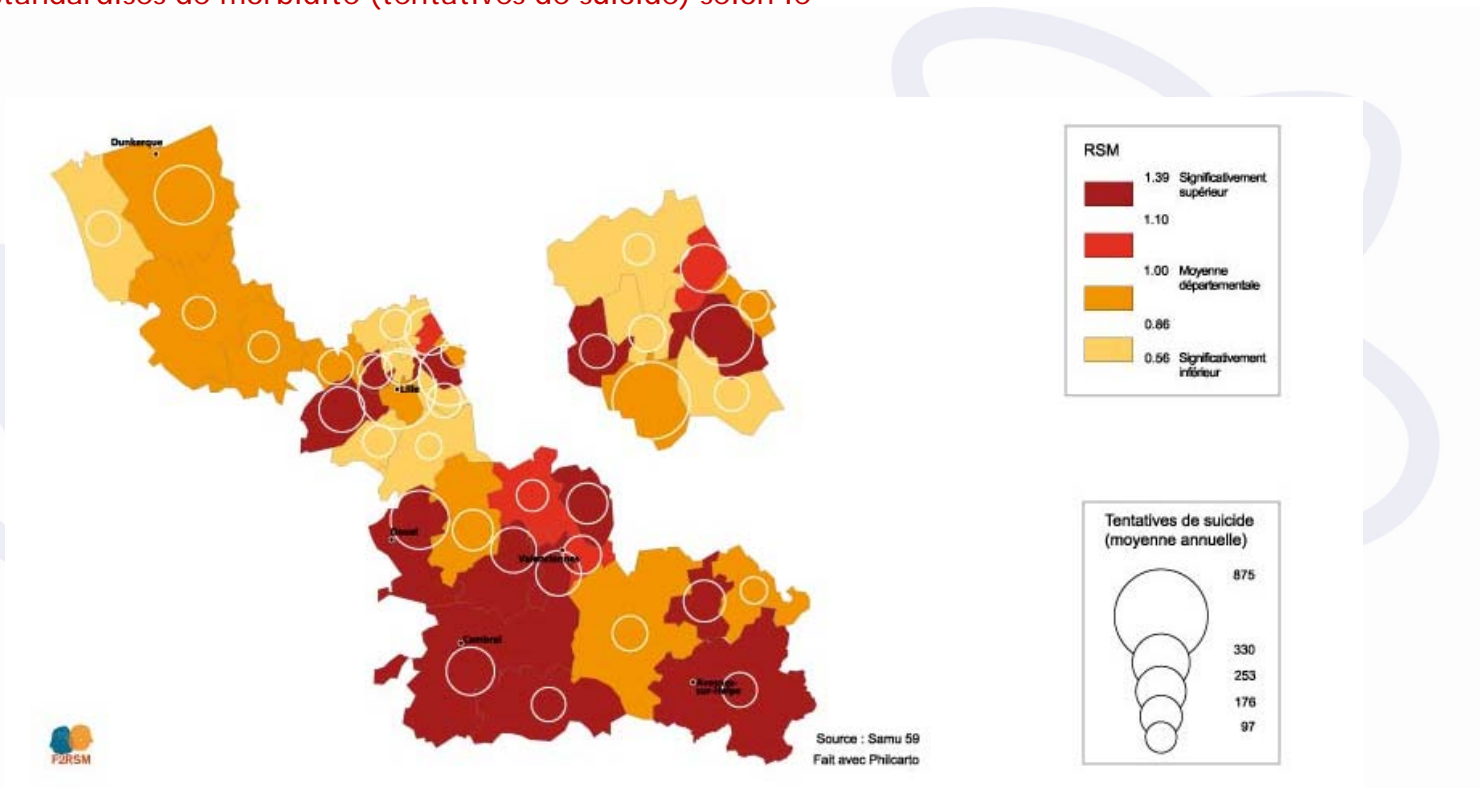 standardisés de morbidité (tentatives de suicide) selon le
Dunkerque
Lille
Douai
Valenciennes
Cambrai
Avesnes-
sur-Helpe
RSM
1.39 Significativement
supérieur
1.10
1.00 Moyenne
départementale
0.86
0.56 Significativement
inférieur
Tentatives de suicide
(moyenne annuelle)
875
330
253
176
97
Source : Samu 59
Fait avec Philcarto
F2RSM